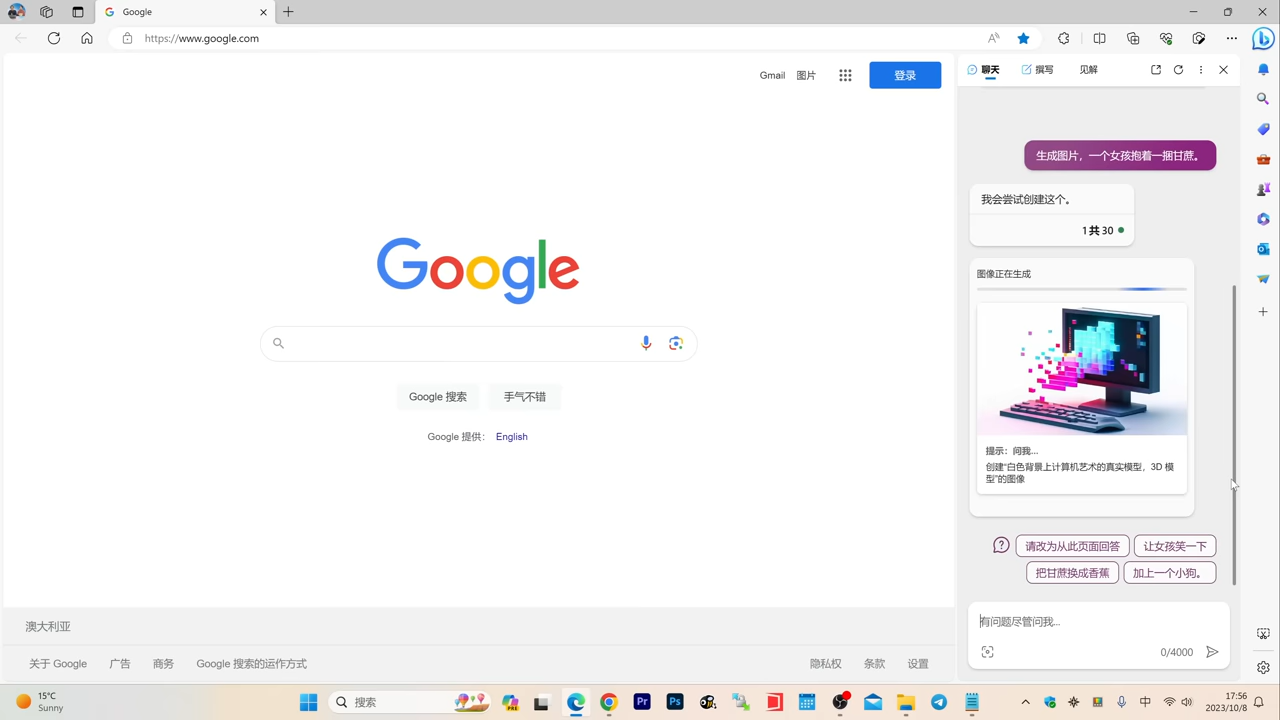 Google
https://www.google.com
Gmail
图片
登录
Google
Google 搜索
手气不错
Google 提供：
English
澳大利亚
关于 Google
广告
商务
Google 搜索的运作方式
隐私权
条款
设置
聊天
撰写
见解
生成图片，一个女孩抱着一捆甘蔗。
我会尝试创建这个。
1 共 30
图像正在生成
提示：问我...
创建"白色背景上计算机艺术的真实模型，3D 模
型"的图像
请改为从此页面回答
让女孩笑一下
把甘蔗换成香蕉
加上一个小狗。
有问题尽管问我...
0/4000
15°C
Sunny
搜索
PRE
Pr
Ps
中
17:56
2023/10/8